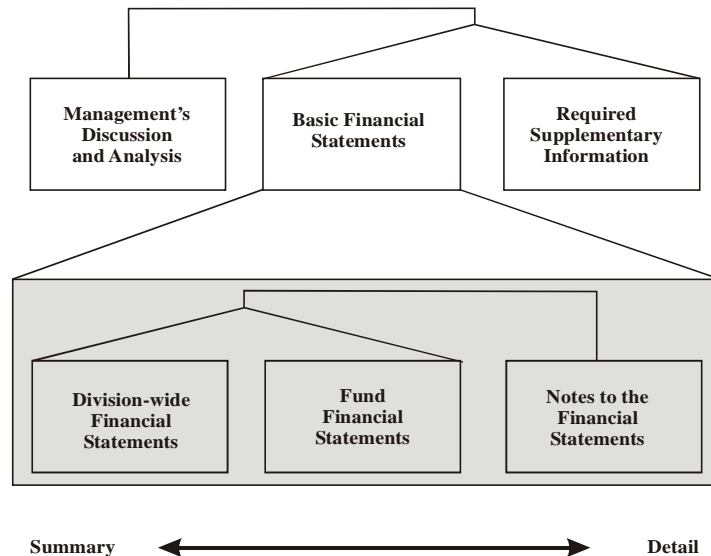 Management's
Discussion
and Analysis
Basic Financial
Statements
Required
Supplementary
Information
Division-wide
Financial
Statements
Fund
Financial
Statements
Notes to the
Financial
Statements
Summary
Detail